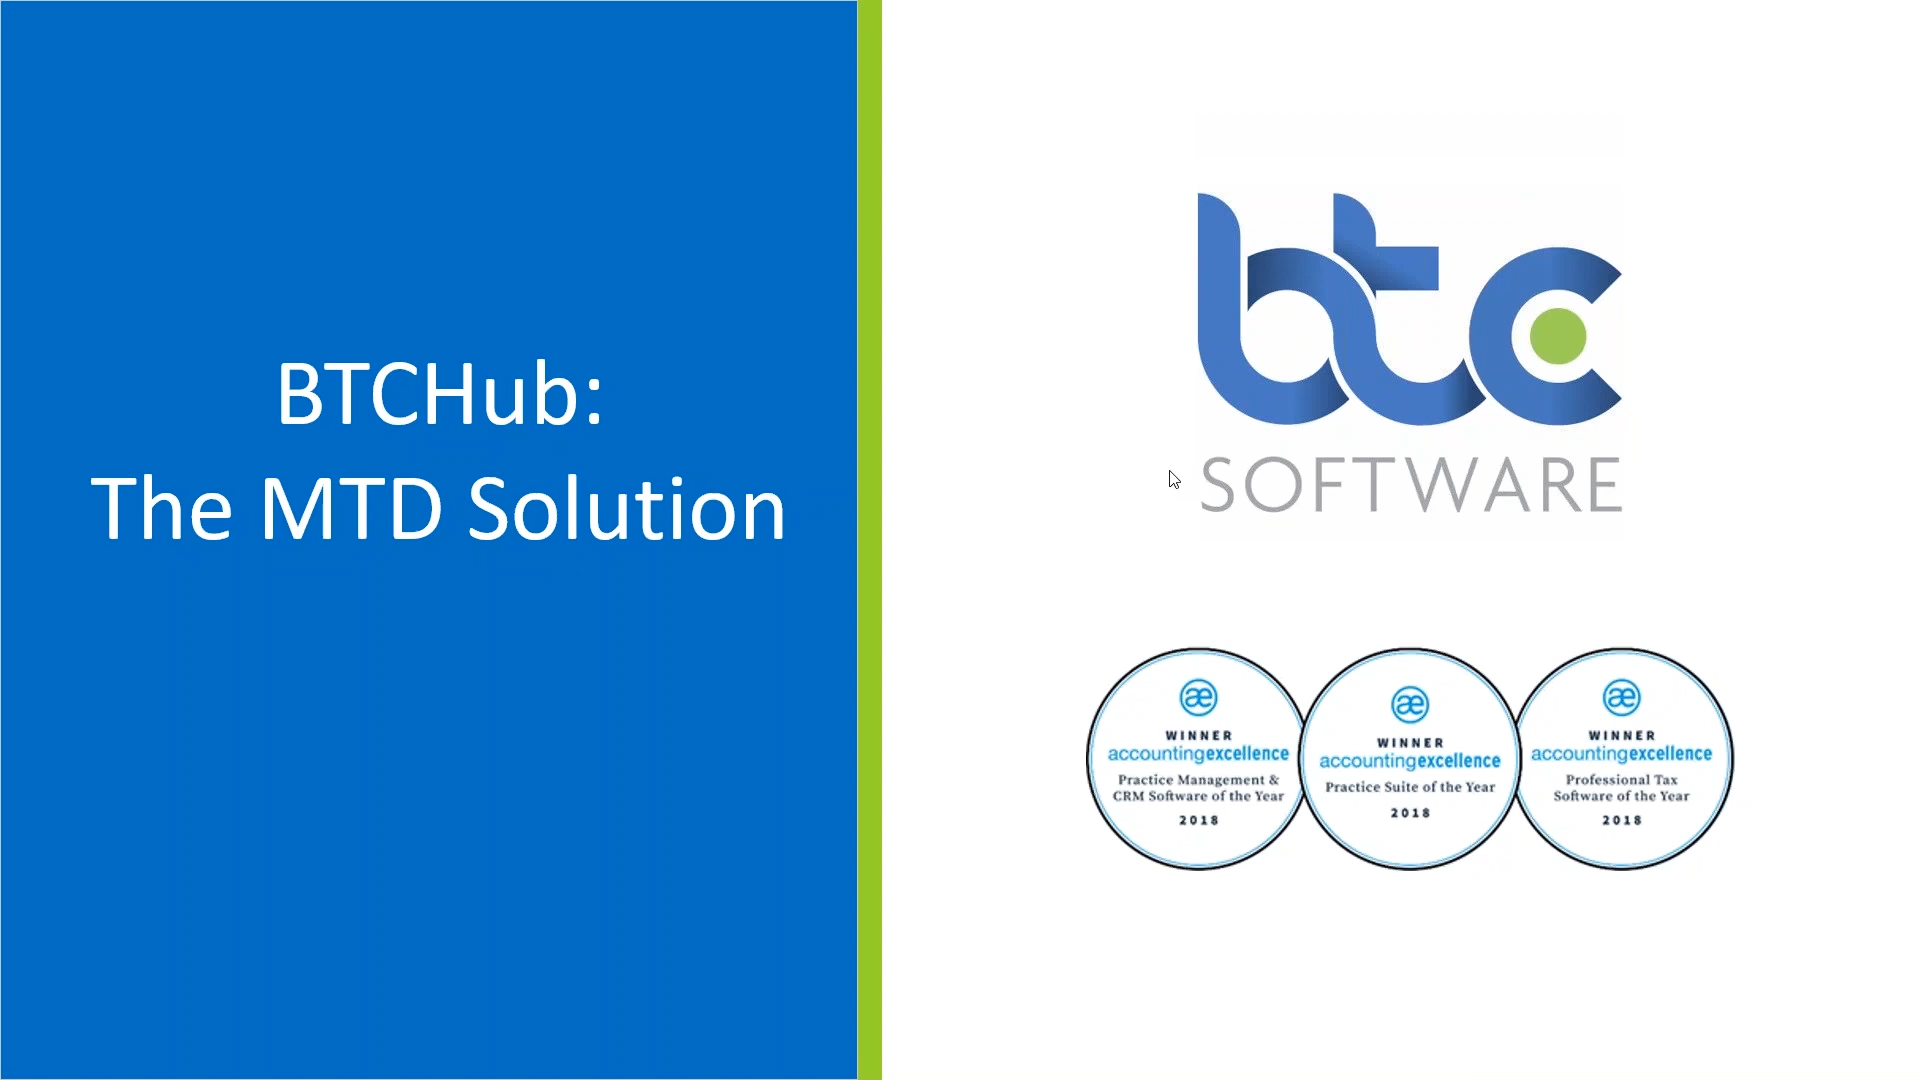 BTCHub:
The MTD Solution
btc
SOFTWARE
æ
WINNER
accountingexcellence
Practice Management &
CRM Software of the Year
2018
æ
WINNER
accountingexcellence
Practice Suite of the Year
2018
æ
WINNER
accountingexcellence
Professional Tax
Software of the Year
2018